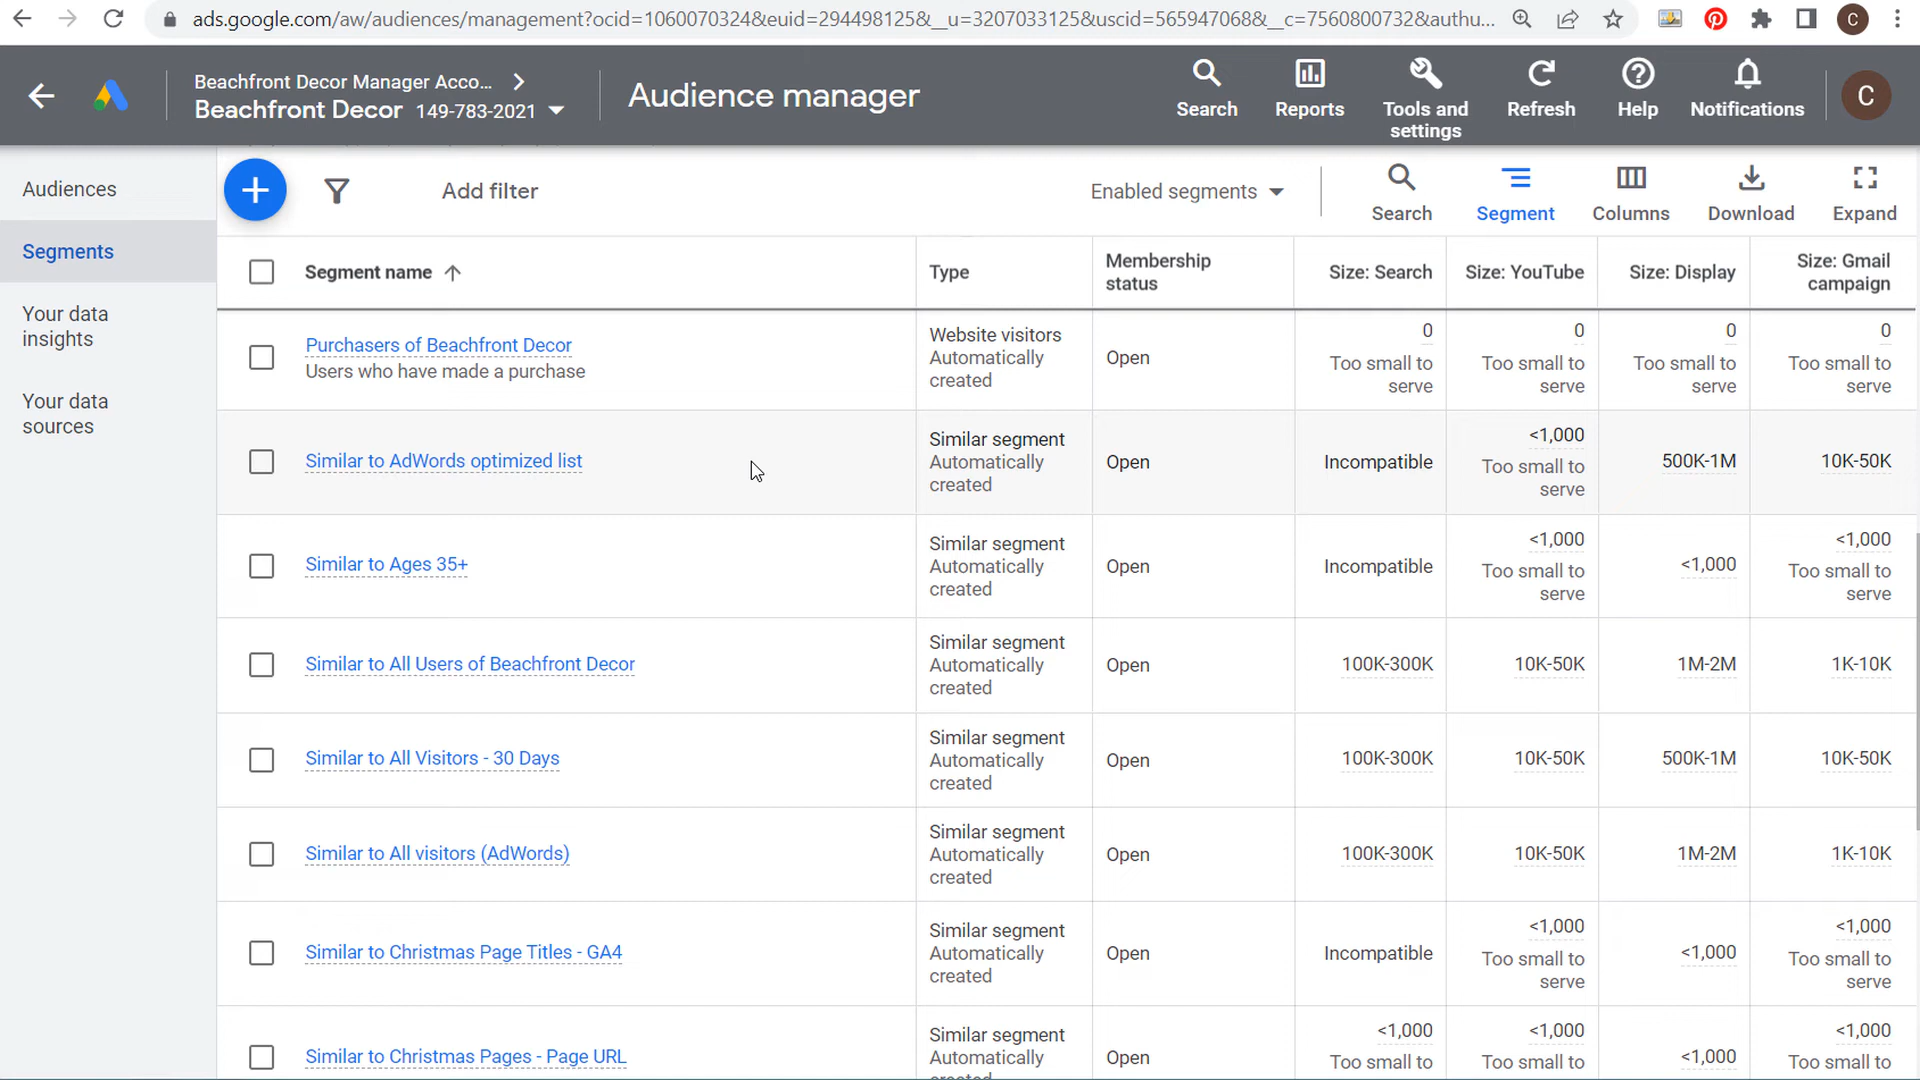 ads.google.com/aw/audiences/management?ocid=1060070324&euid=294498125&__u=3207033125&uscid=565947068&__c=7560800732&authu...
C
Beachfront Decor Manager Acco...
Beachfront Decor 149-783-2021
Audience manager
Search
Reports
Tools and
settings
Refresh
Help
Notifications
C
Audiences
Segments
Your data
insights
Your data
sources
Add filter
Enabled segments
Search
Segment
Columns
Download
Expand
Segment name
Type
Membership
status
Size: Search
Size: YouTube
Size: Display
Size: Gmail
campaign
Purchasers of Beachfront Decor
Users who have made a purchase
Website visitors
Automatically
created
Open
0
Too small to
serve
0
Too small to
serve
0
Too small to
serve
0
Too small to
serve
Similar to AdWords optimized list
Similar segment
Automatically
created
Open
Incompatible
<1,000
Too small to
serve
500K-1M
10K-50K
Similar to Ages 35+
Similar segment
Automatically
created
Open
Incompatible
<1,000
Too small to
serve
<1,000
<1,000
Too small to
serve
Similar to All Users of Beachfront Decor
Similar segment
Automatically
created
Open
100K-300K
10K-50K
1M-2M
1K-10K
Similar to All Visitors - 30 Days
Similar segment
Automatically
created
Open
100K-300K
10K-50K
500K-1M
10K-50K
Similar to All visitors (AdWords)
Similar segment
Automatically
created
Open
100K-300K
10K-50K
1M-2M
1K-10K
Similar to Christmas Page Titles - GA4
Similar segment
Automatically
created
Open
Incompatible
<1,000
Too small to
serve
<1,000
<1,000
Too small to
serve
Similar to Christmas Pages - Page URL
Similar segment
Automatically
created
Open
<1,000
Too small to
<1,000
Too small to
<1,000
<1,000
Too small to